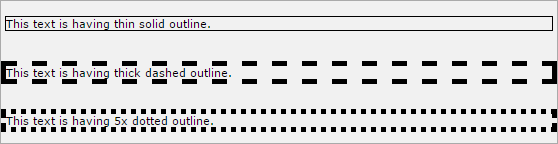 This text is having thin solid outline.
This text is having thick dashed outline.
This text is having 5x dotted outline.